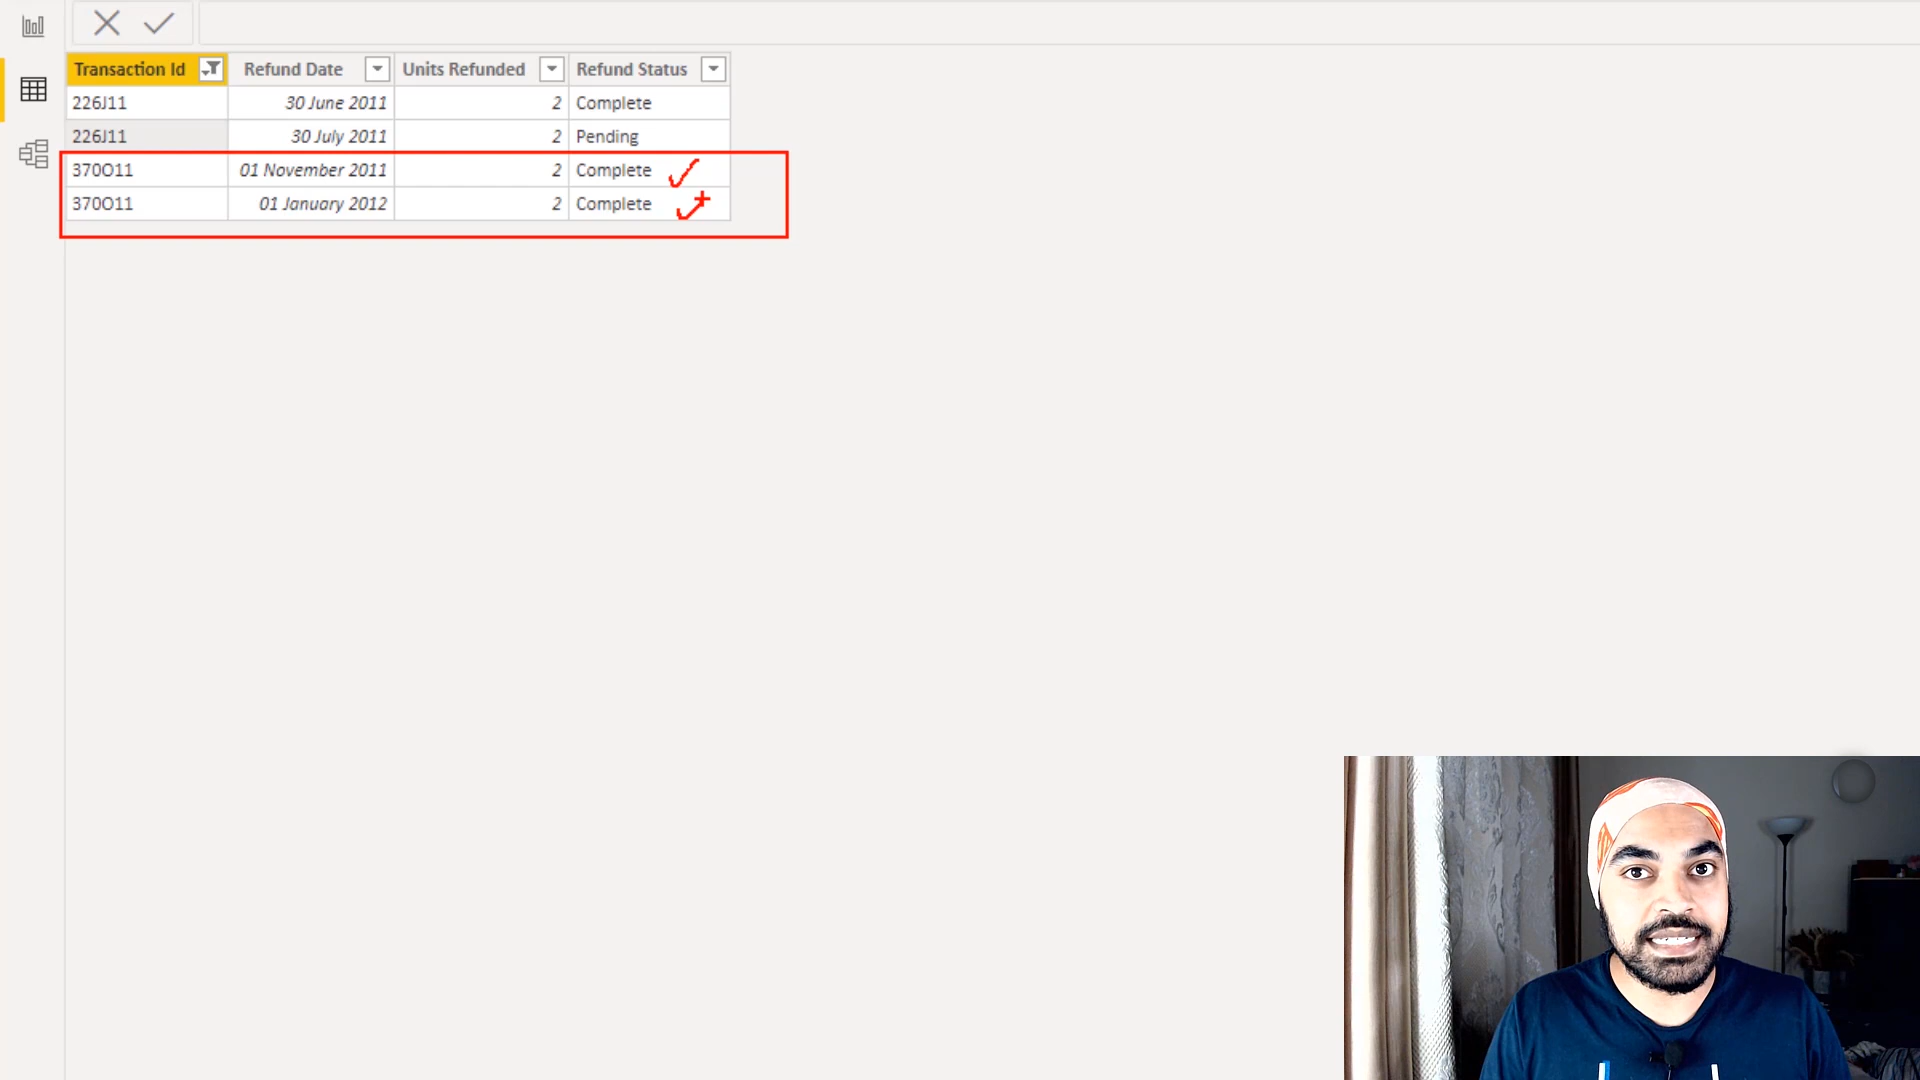 Transaction Id Refund Date Units Refunded Refund Status
226J11 30 June 2011 2 Complete
226J11 30 July 2011 2 Pending
370O11 01 November 2011 2 Complete
370O11 01 January 2012 2 Complete